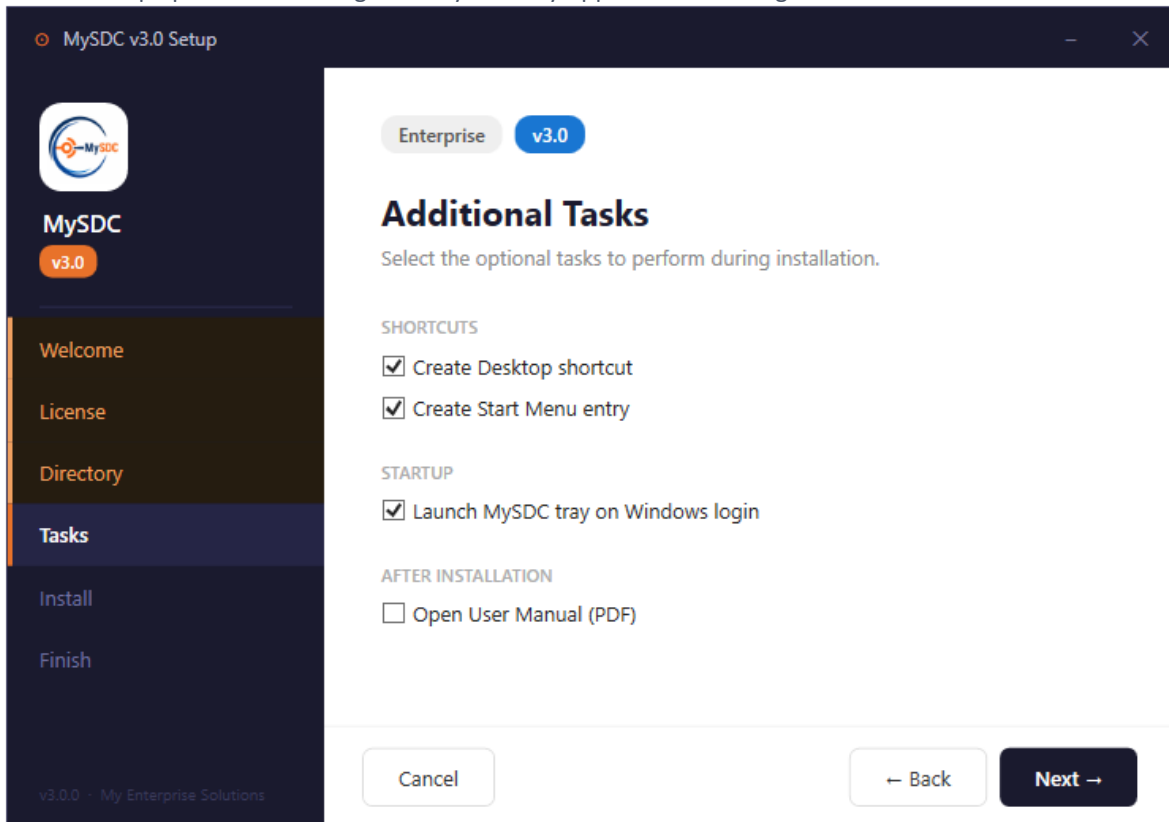 MySDC v3.0 Setup
MySDC
MySDC
v3.0
Welcome
License
Directory
Tasks
Install
Finish
v3.0.0 · My Enterprise Solutions
Enterprise v3.0
Additional Tasks
Select the optional tasks to perform during installation.
SHORTCUTS
Create Desktop shortcut
Create Start Menu entry
STARTUP
Launch MySDC tray on Windows login
AFTER INSTALLATION
Open User Manual (PDF)
Cancel ← Back Next →